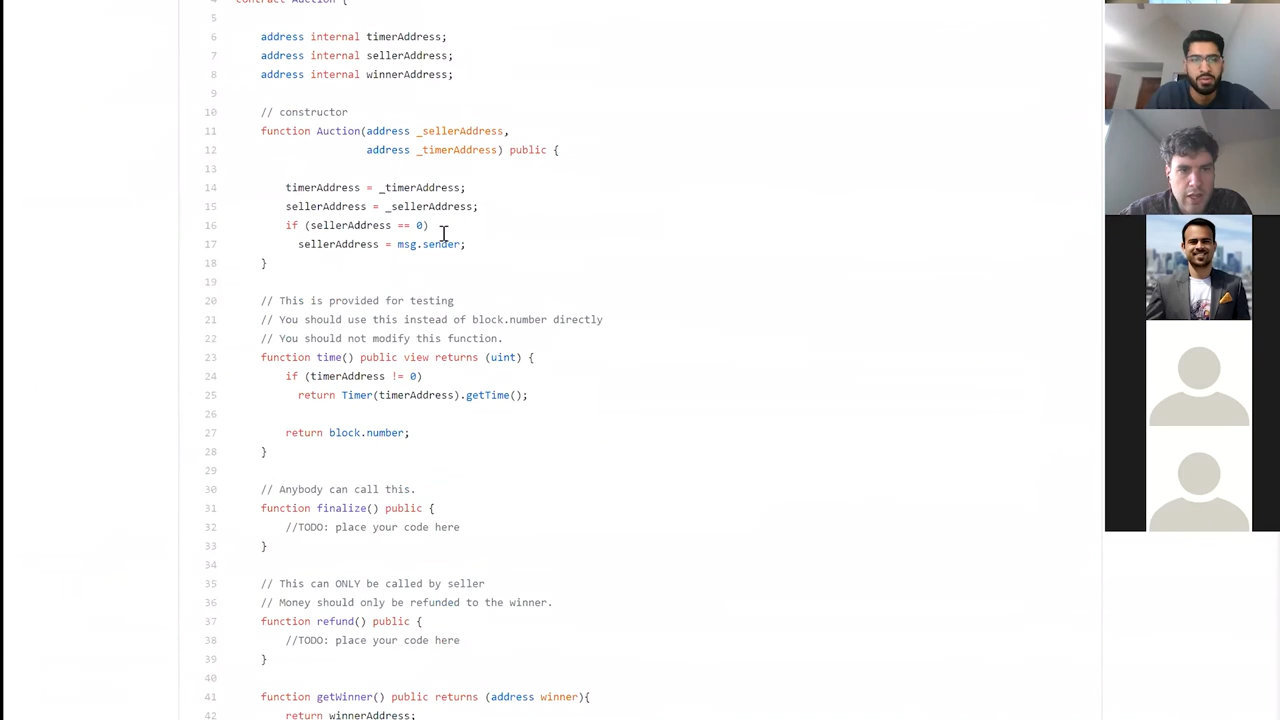 4 contract Auction {
5
6 address internal timerAddress;
7 address internal sellerAddress;
8 address internal winnerAddress;
9
10 // constructor
11 function Auction(address _sellerAddress,
12 address _timerAddress) public {
13
14 timerAddress = _timerAddress;
15 sellerAddress = _sellerAddress;
16 if (sellerAddress == 0)
17 sellerAddress = msg.sender;
18 }
19
20 // This is provided for testing
21 // You should use this instead of block.number directly
22 // You should not modify this function.
23 function time() public view returns (uint) {
24 if (timerAddress != 0)
25 return Timer(timerAddress).getTime();
26
27 return block.number;
28 }
29
30 // Anybody can call this.
31 function finalize() public {
32 //TODO: place your code here
33 }
34
35 // This can ONLY be called by seller
36 // Money should only be refunded to the winner.
37 function refund() public {
38 //TODO: place your code here
39 }
40
41 function getWinner() public returns (address winner){
42 return winnerAddress;